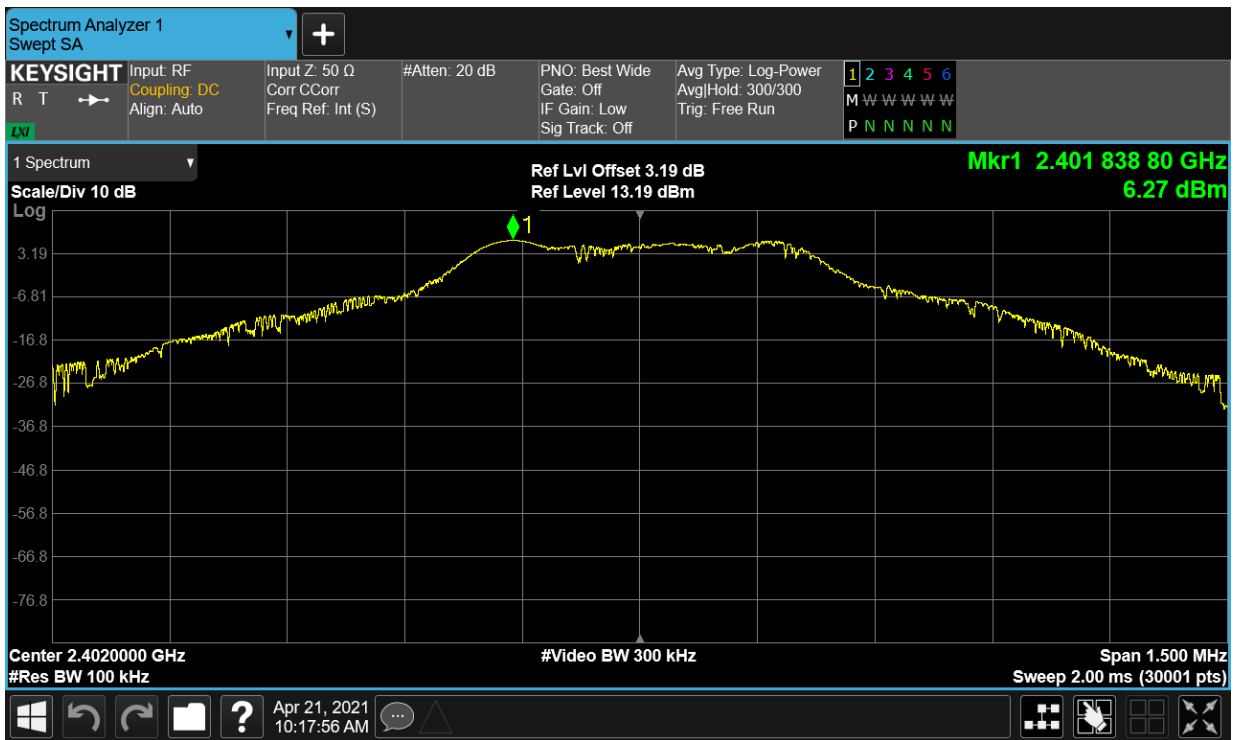 Spectrum Analyzer 1
Swept SA
KEYSIGHT
R T
LXI
Input: RF
Coupling: DC
Align: Auto
Input Z: 50 Ω
Corr CCorr
Freq Ref: Int (S)
#Atten: 20 dB
PNO: Best Wide
Gate: Off
IF Gain: Low
Sig Track: Off
Avg Type: Log-Power
Avg|Hold: 300/300
Trig: Free Run
1 2 3 4 5 6
M W W W W W
P N N N N N
1 Spectrum
Scale/Div 10 dB
Log
Ref Lvl Offset 3.19 dB
Ref Level 13.19 dBm
Mkr1 2.401 838 80 GHz
6.27 dBm
1
3.19
-6.81
-16.8
-26.8
-36.8
-46.8
-56.8
-66.8
-76.8
Center 2.4020000 GHz
#Res BW 100 kHz
#Video BW 300 kHz
Span 1.500 MHz
Sweep 2.00 ms (30001 pts)
?
Apr 21, 2021
10:17:56 AM